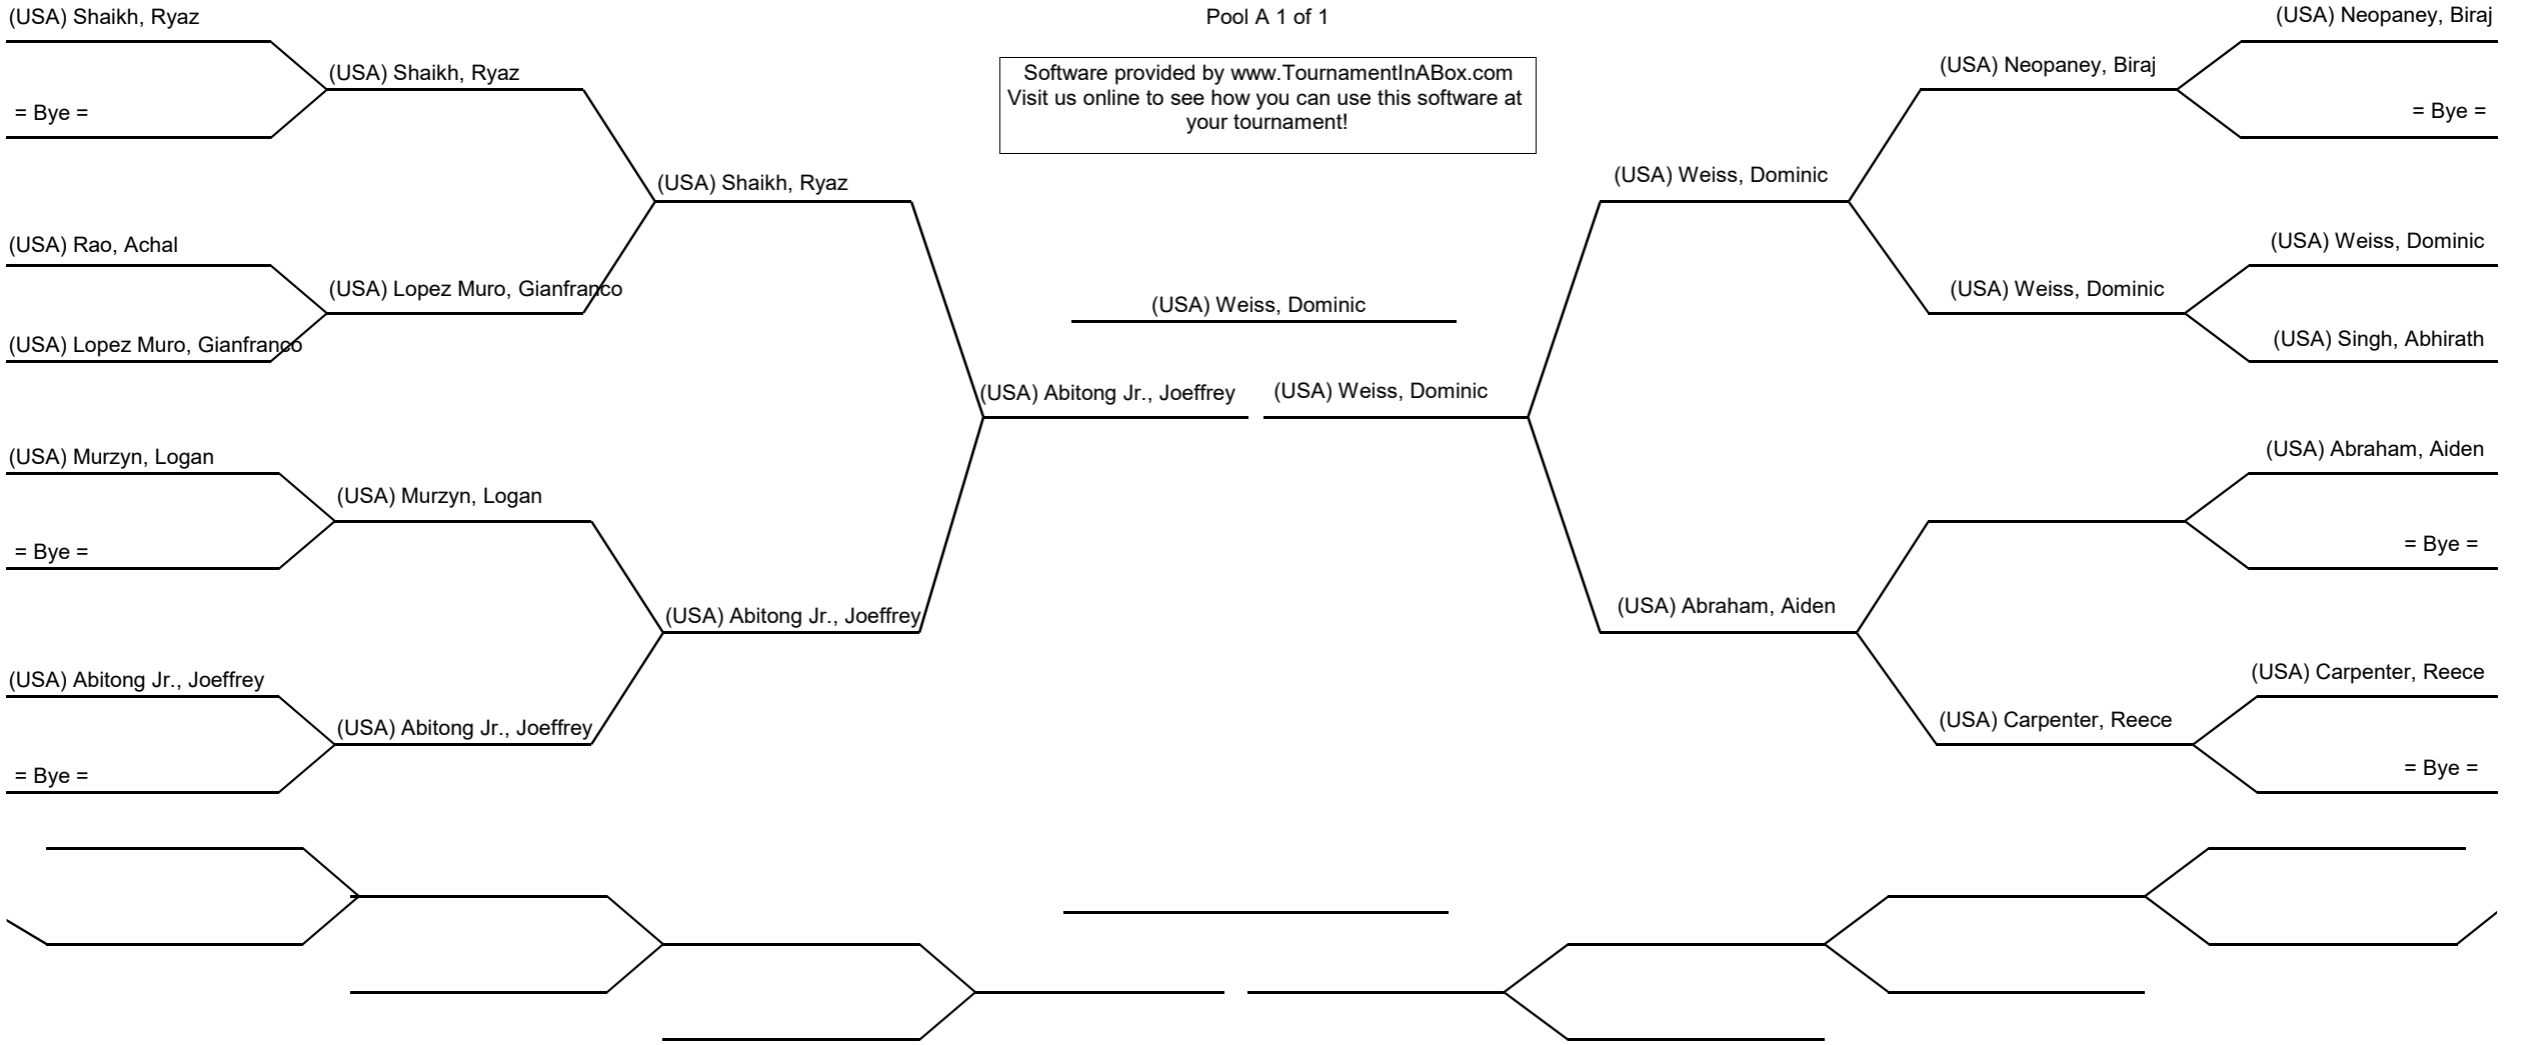 (USA) Shaikh, Ryaz
= Bye =
(USA) Rao, Achal
(USA) Lopez Muro, Gianfranco
(USA) Murzyn, Logan
= Bye =
(USA) Abitong Jr., Joeffrey
= Bye =
(USA) Shaikh, Ryaz
(USA) Lopez Muro, Gianfranco
(USA) Murzyn, Logan
(USA) Abitong Jr., Joeffrey
(USA) Shaikh, Ryaz
(USA) Abitong Jr., Joeffrey
(USA) Abitong Jr., Joeffrey
Pool A 1 of 1
Software provided by www.TournamentInABox.com
Visit us online to see how you can use this software at
your tournament!
(USA) Weiss, Dominic
(USA) Weiss, Dominic
(USA) Weiss, Dominic
(USA) Abraham, Aiden
(USA) Neopaney, Biraj
(USA) Weiss, Dominic
(USA) Carpenter, Reece
(USA) Neopaney, Biraj
= Bye =
(USA) Weiss, Dominic
(USA) Singh, Abhirath
(USA) Abraham, Aiden
= Bye =
(USA) Carpenter, Reece
= Bye =